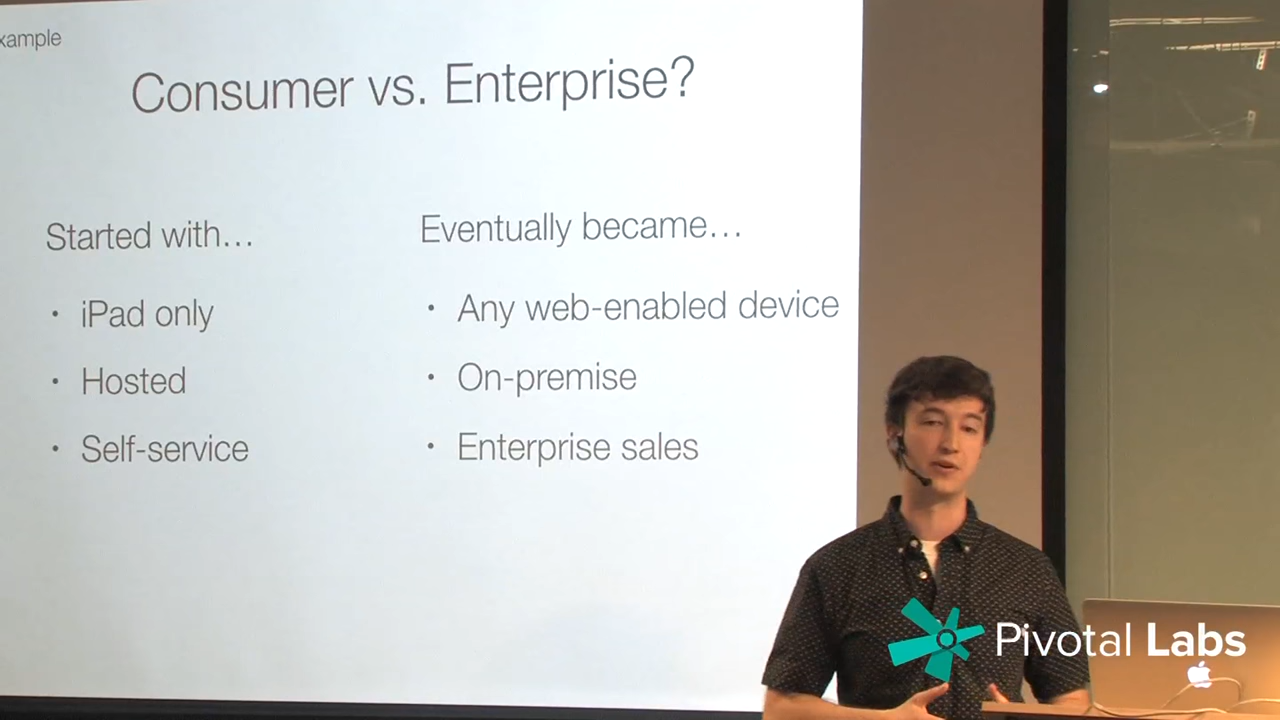 xample
Consumer vs. Enterprise?
Started with…
• iPad only
• Hosted
• Self-service
Eventually became…
• Any web-enabled device
• On-premise
• Enterprise sales
Pivotal Labs